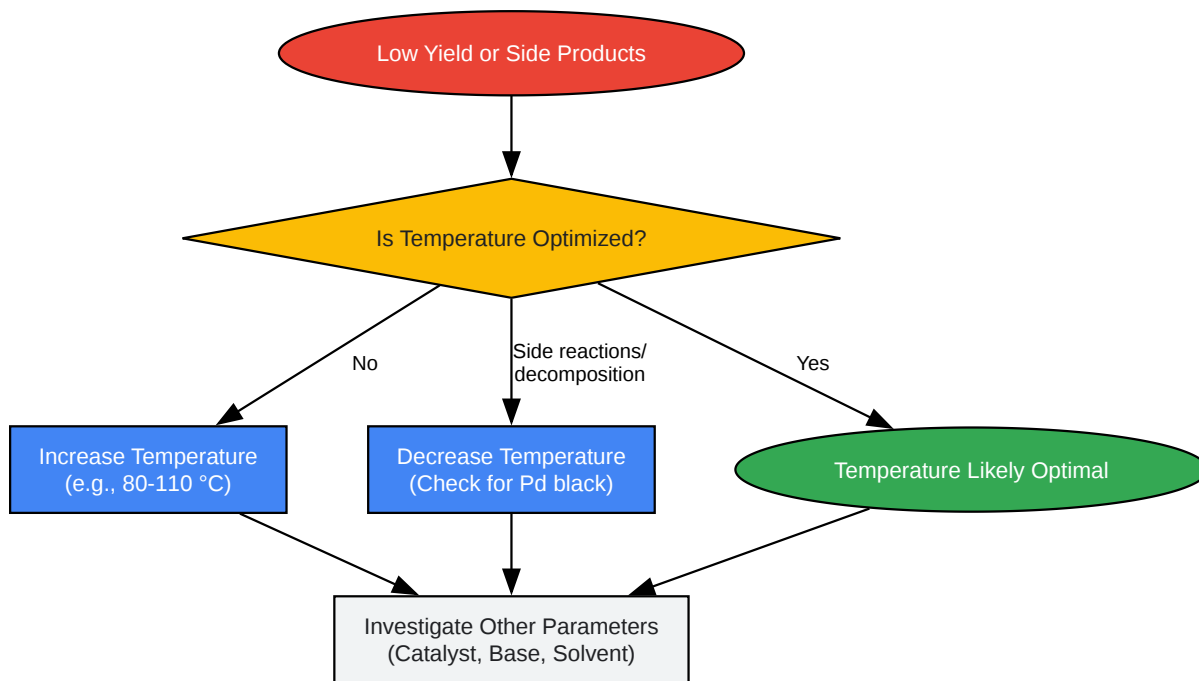 Low Yield or Side Products
Is Temperature Optimized?
No
Side reactions/
decomposition
Yes
Increase Temperature
(e.g., 80-110 °C)
Decrease Temperature
(Check for Pd black)
Temperature Likely Optimal
Investigate Other Parameters
(Catalyst, Base, Solvent)